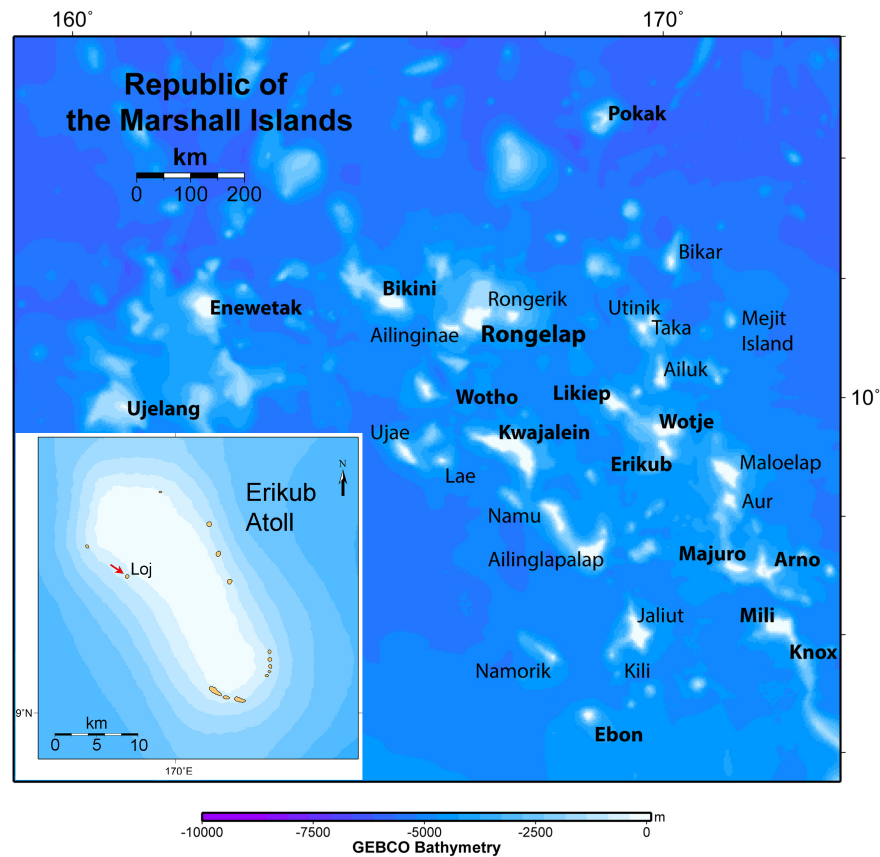 160°
170°
Republic of
the Marshall Islands
km
0 100 200
Pokak
Bikar
Bikini
Enewetak
Rongerik
Utinik
Mejit
Island
Ailinginae
Rongelap
Taka
Ailuk
Wotho
Likiep
10°
Ujelang
Wotje
Ujae
Kwajalein
Erikub
Maloelap
Lae
Aur
Namu
Ailinglapalap
Majuro
Arno
Jaliut
Mili
Namorik
Kili
Knox
Ebon
N
Erikub
Atoll
Loj
km
0 5 10
9°N
170°E
-10000 -7500 -5000 -2500 0 m
GEBCO Bathymetry